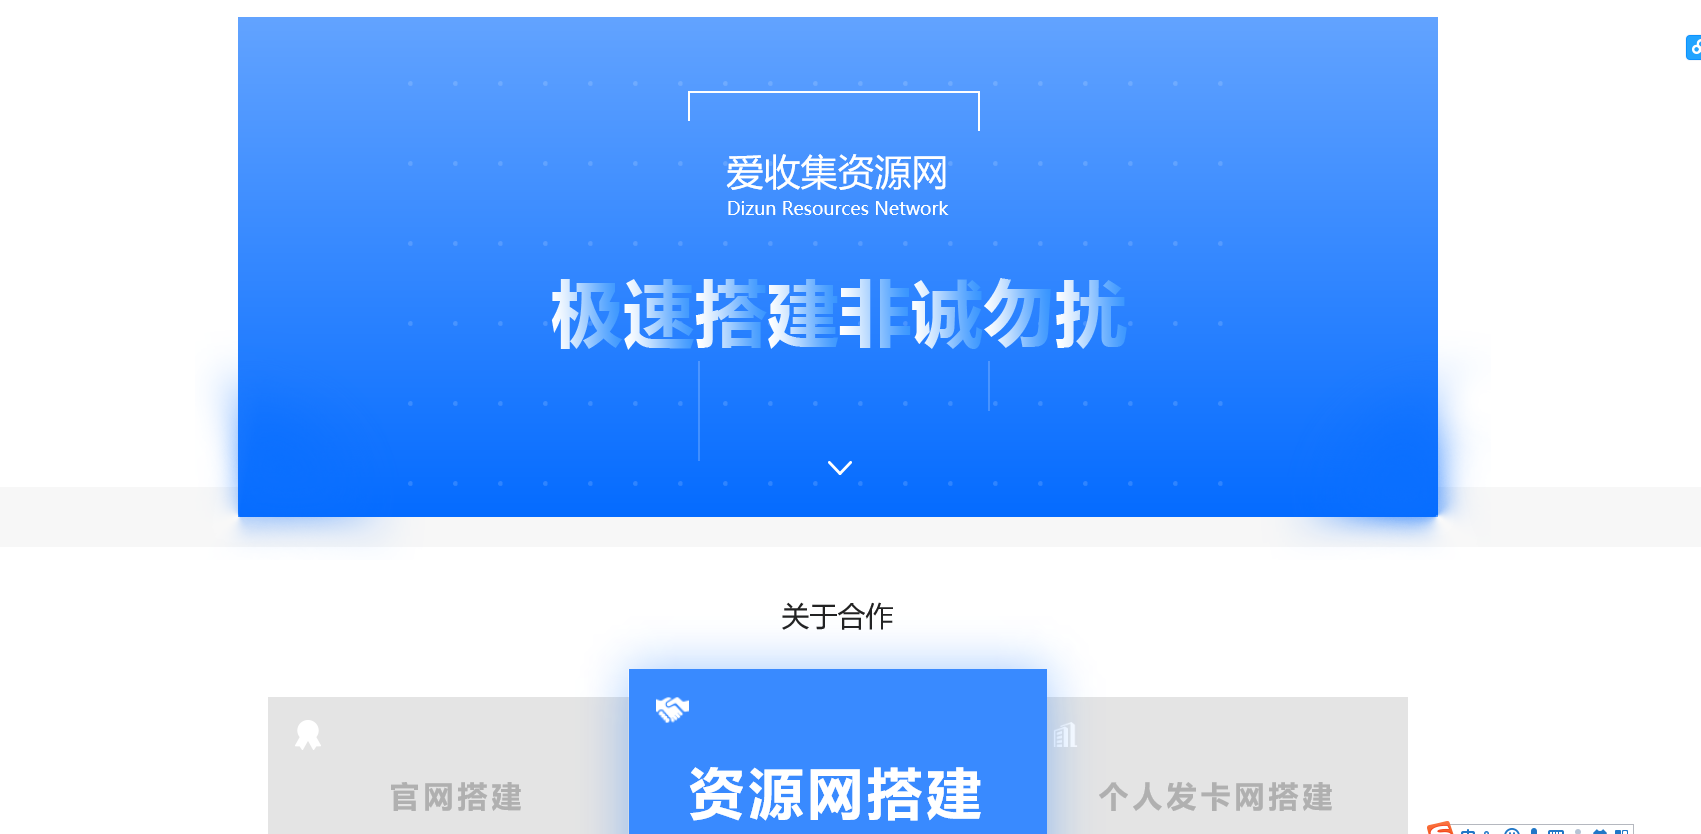 爱收集资源网
Dizun Resources Network
极速搭建非诚勿扰
关于合作
官网搭建
资源网搭建
个人发卡网搭建